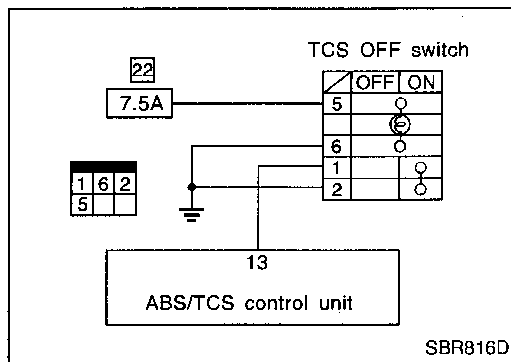 TCS OFF switch
22
OFF ON
7.5A
5
6
1
2
1 6 2
5
13
ABS/TCS control unit
SBR816D